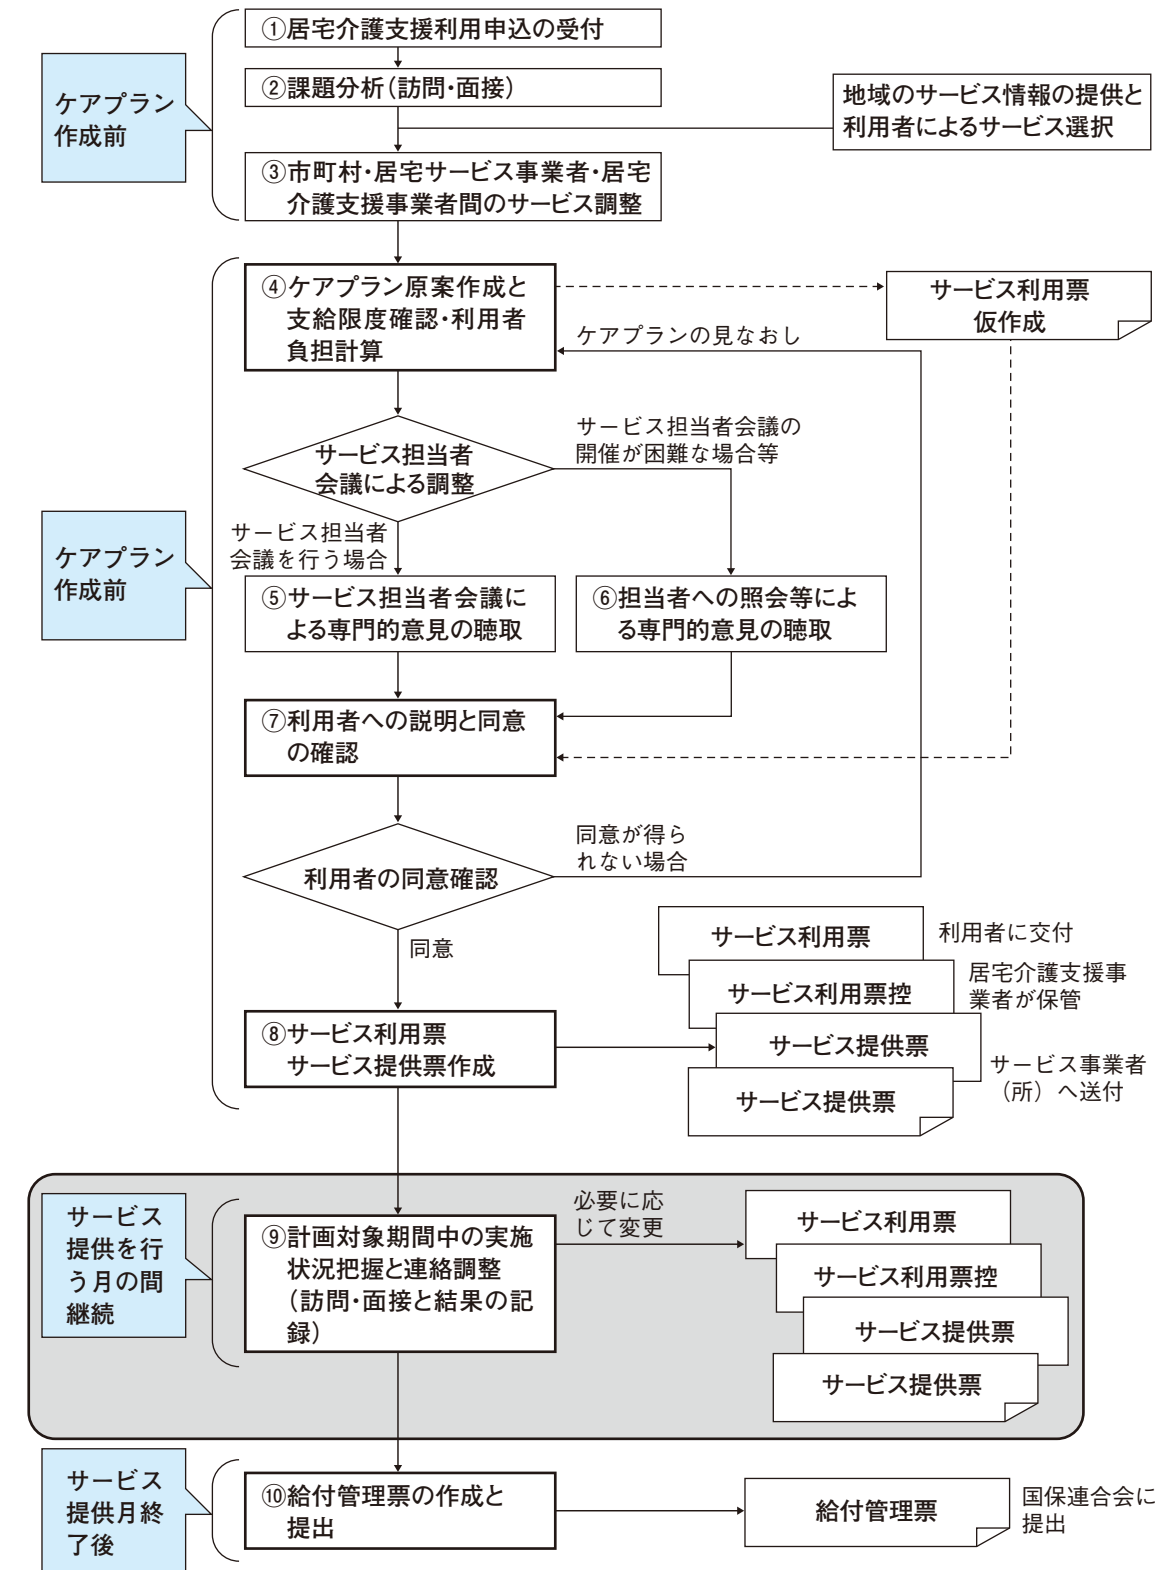 ケアプラン
作成前
①居宅介護支援利用申込の受付
②課題分析(訪問・面接)
地域のサービス情報の提供と
利用者によるサービス選択
③市町村・居宅サービス事業者・居宅
介護支援事業者間のサービス調整
ケアプラン
作成前
④ケアプラン原案作成と
支給限度確認・利用者
負担計算
サービス利用票
仮作成
ケアプランの見なおし
サービス担当者
会議による調整
サービス担当者会議の
開催が困難な場合等
サービス担当者
会議を行う場合
⑤サービス担当者会議に
よる専門的意見の聴取
⑥担当者への照会等によ
る専門的意見の聴取
⑦利用者への説明と同意
の確認
利用者の同意確認
同意が得ら
れない場合
同意
⑧サービス利用票
サービス提供票作成
サービス利用票
利用者に交付
サービス利用票控
居宅介護支援事
業者が保管
サービス提供票
サービス提供票
サービス事業者
(所)へ送付
サービス
提供を行
う月の間
継続
⑨計画対象期間中の実施
状況把握と連絡調整
(訪問・面接と結果の記
録)
必要に応
じて変更
サービス利用票
サービス利用票控
サービス提供票
サービス提供票
サービス
提供月終
了後
⑩給付管理票の作成と
提出
給付管理票
国保連合会に
提出